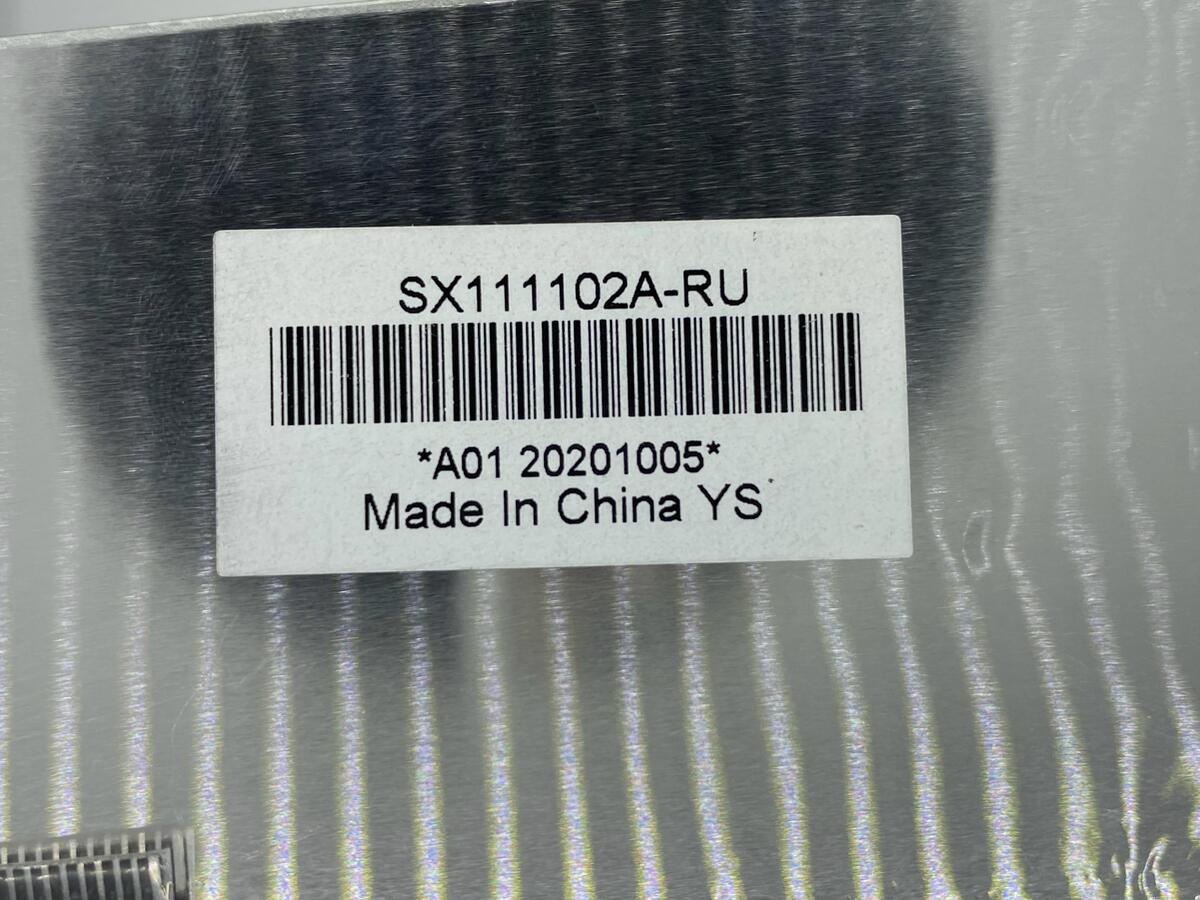 SX111102A-RU
*A01 20201005*
Made In China YS